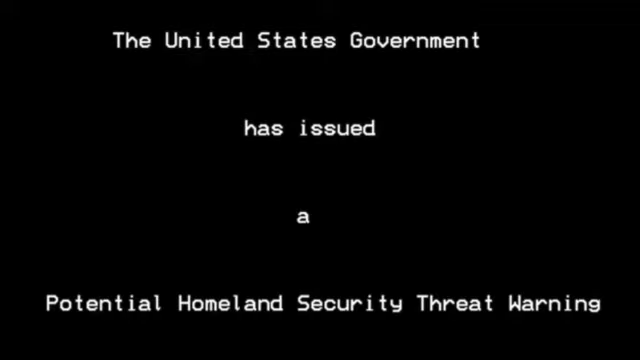 The United States Government
has issued
a
Potential Homeland Security Threat Warning